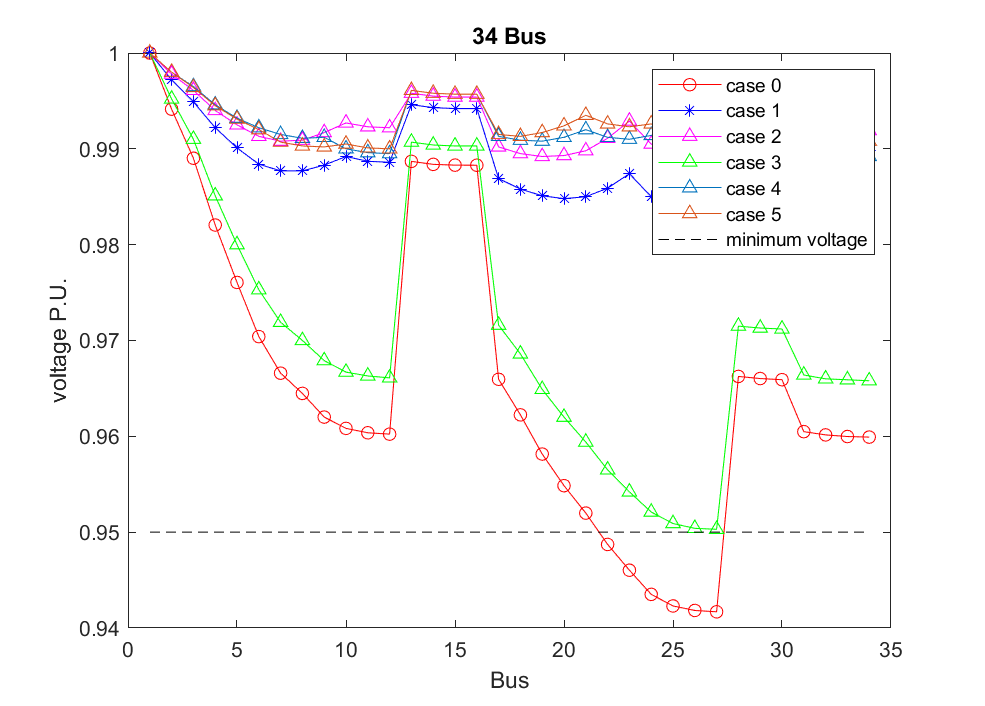 34 Bus
1
0.99
0.98
0.97
0.96
0.95
0.94
voltage P.U.
case 0
case 1
case 2
case 3
case 4
case 5
minimum voltage
0 5 10 15 20 25 30 35
Bus